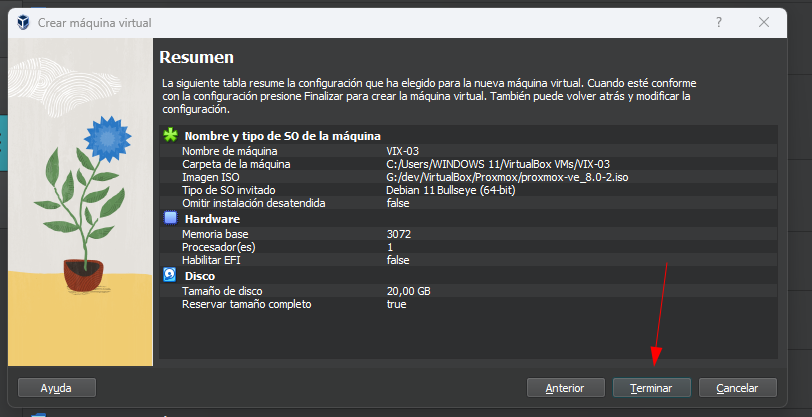 Crear máquina virtual
?
Resumen
La siguiente tabla resume la configuración que ha elegido para la nueva máquina virtual. Cuando esté conforme
con la configuración presione Finalizar para crear la máquina virtual. También puede volver atrás y modificar la
configuración.
Nombre y tipo de SO de la máquina
Nombre de máquina VIX-03
Carpeta de la máquina C:/Users/WINDOWS 11/VirtualBox VMs/VIX-03
Imagen ISO G:/dev/VirtualBox/Proxmox/proxmox-ve_8.0-2.iso
Tipo de SO invitado Debian 11 Bullseye (64-bit)
Omitir instalación desatendida false
Hardware
Memoria base 3072
Procesador(es) 1
Habilitar EFI false
Disco
Tamaño de disco 20,00 GB
Reservar tamaño completo true
Ayuda Anterior Terminar Cancelar